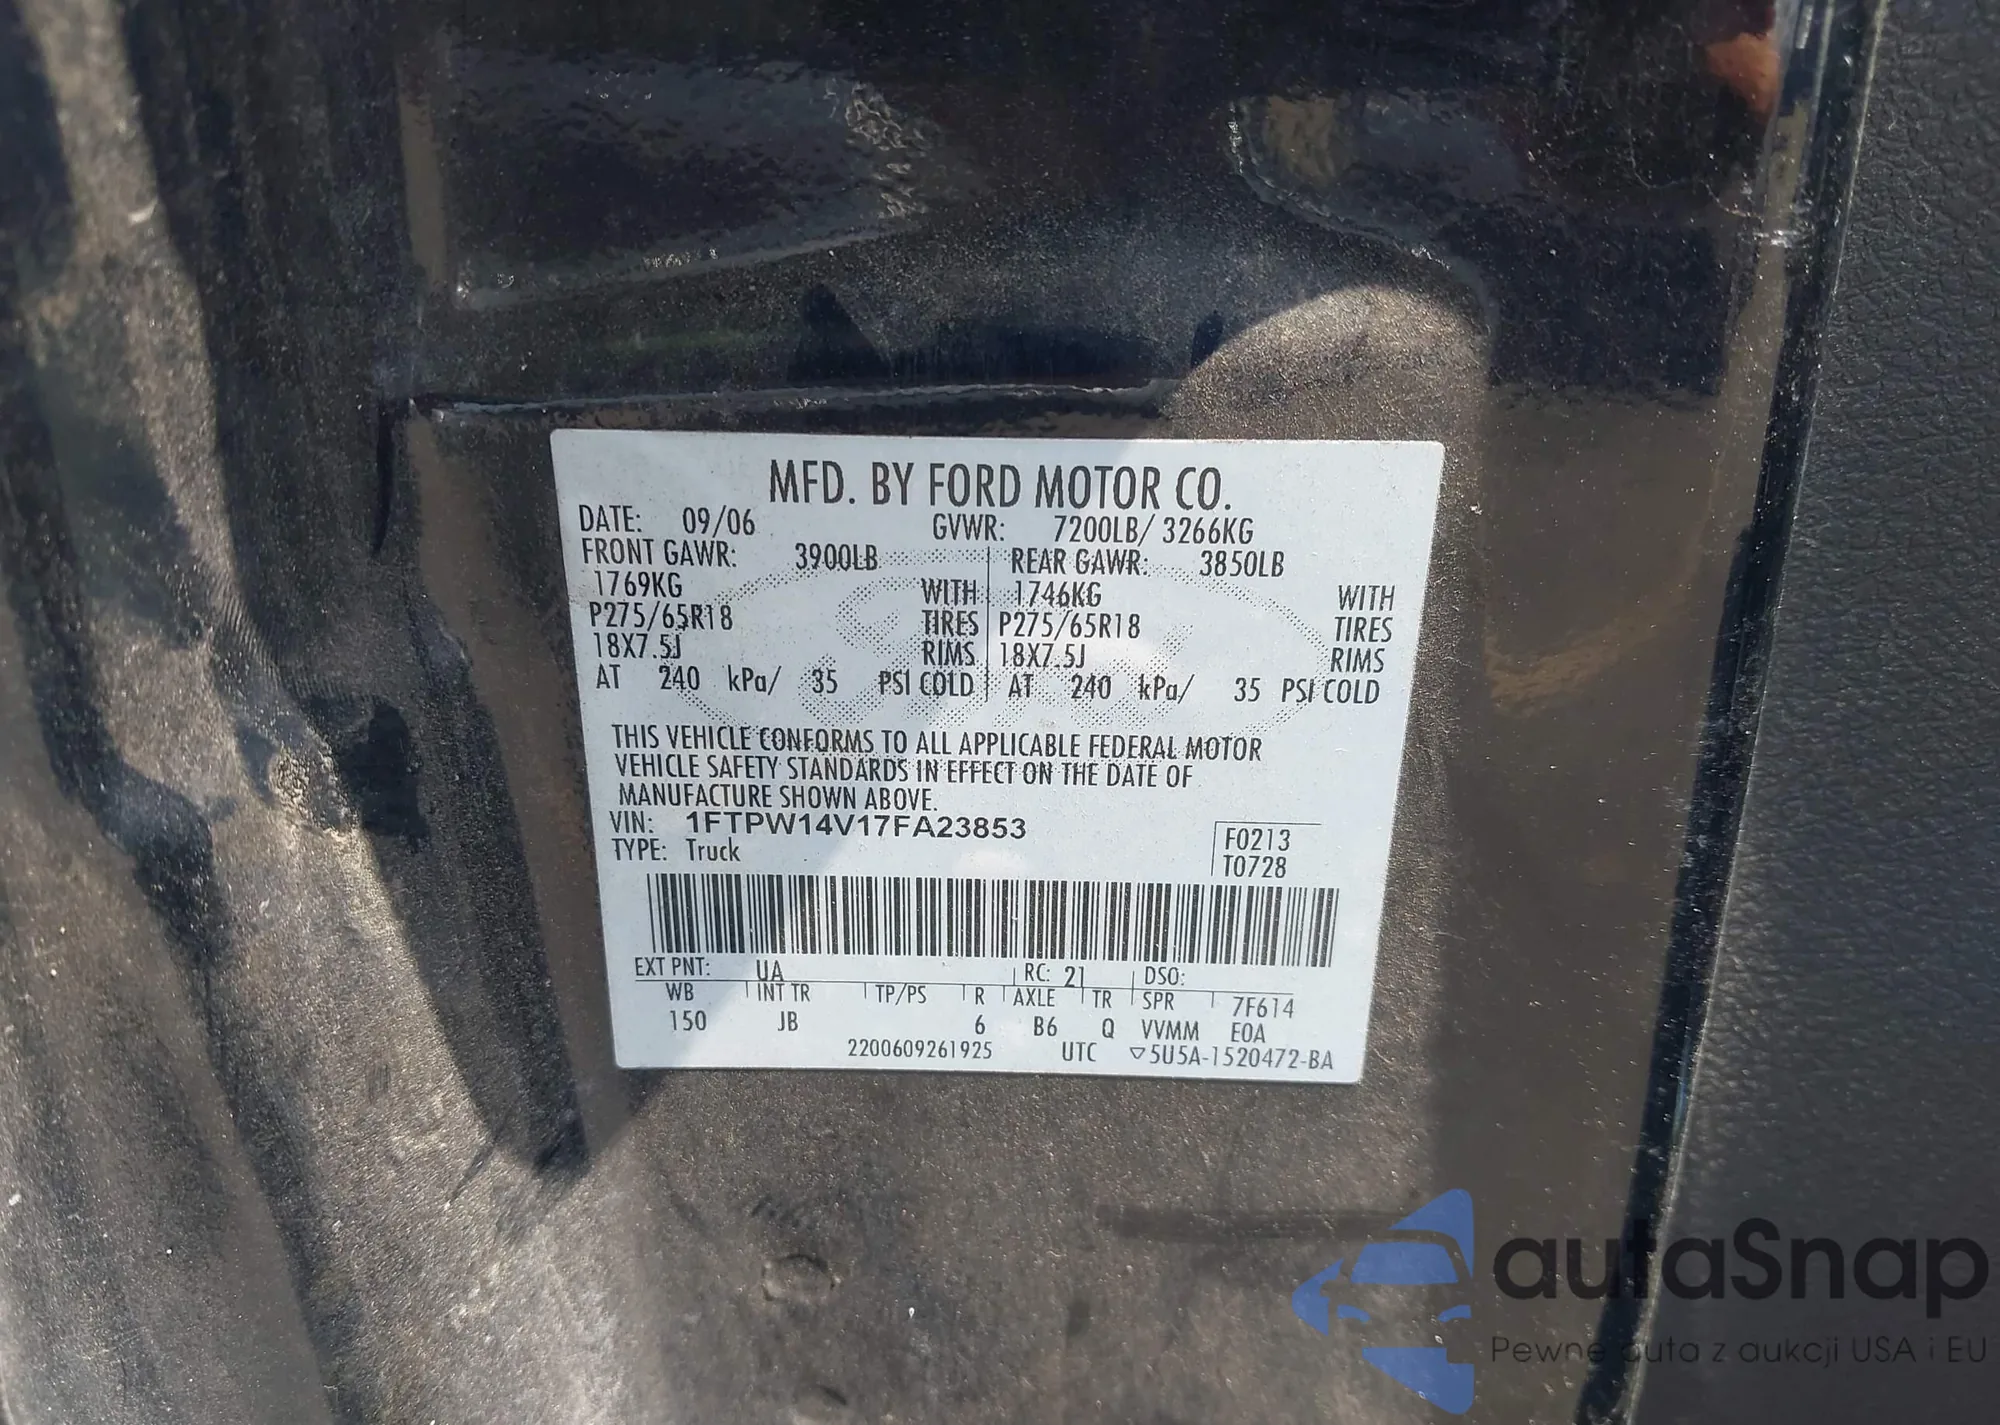 MFD. BY FORD MOTOR CO.
DATE: 09/06 GVWR: 7200LB/ 3266KG
FRONT GAWR: 3900LB REAR GAWR: 3850LB
1769KG WITH 1746KG WITH
P275/65R18 TIRES P275/65R18 TIRES
18X7.5J RIMS 18X7.5J RIMS
AT 240 kPa/ 35 PSI COLD AT 240 kPa/ 35 PSI COLD
THIS VEHICLE CONFORMS TO ALL APPLICABLE FEDERAL MOTOR
VEHICLE SAFETY STANDARDS IN EFFECT ON THE DATE OF
MANUFACTURE SHOWN ABOVE.
VIN: 1FTPW14V17FA23853 F0213
TYPE: Truck T0728
EXT PNT: UA RC: 21 DSO:
WB INT TR TP/PS R AXLE TR SPR 7F614
150 JB 6 B6 Q VVMM E0A
2200609261925 UTC ▽5U5A-1520472-BA
autaSnap
Pewne auta z aukcji USA i EU